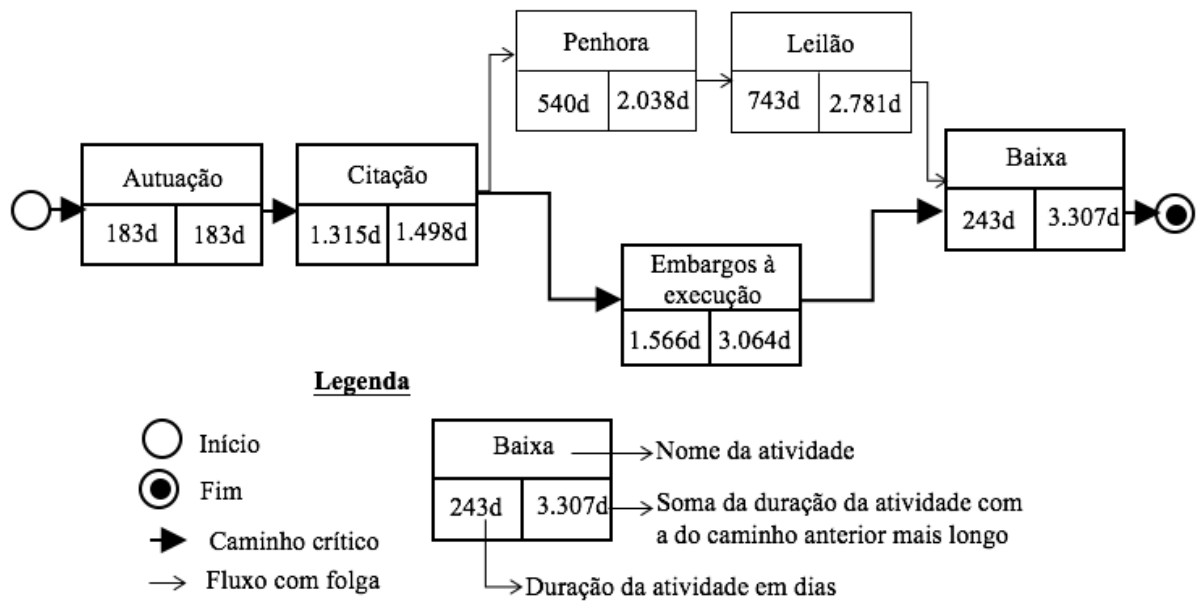 Penhora
540d
2.038d
Leilão
743d
2.781d
Autuação
183d
183d
Citação
1.315d
1.498d
Embargos à
execução
1.566d
3.064d
Baixa
243d
3.307d
Legenda
Início
Fim
Caminho crítico
Fluxo com folga
Baixa
243d
3.307d
Nome da atividade
Soma da duração da atividade com
a do caminho anterior mais longo
Duração da atividade em dias